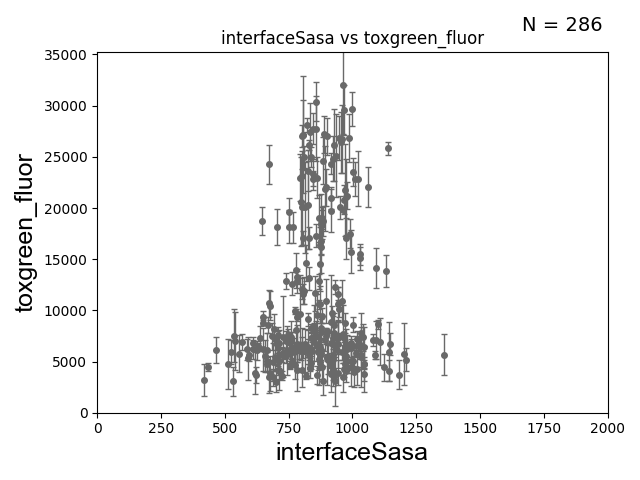 N = 286
interfaceSasa vs toxgreen_fluor
35000
30000
25000
20000
15000
10000
5000
0
toxgreen_fluor
0 250 500 750 1000 1250 1500 1750 2000
interfaceSasa